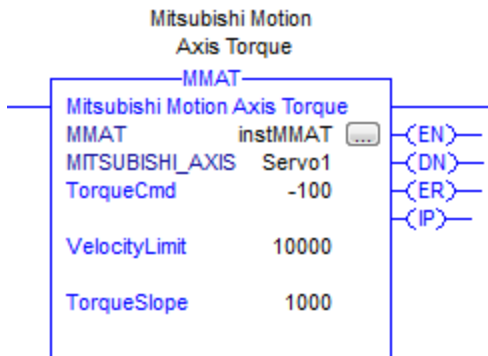 Mitsubishi Motion
Axis Torque
MMAT
Mitsubishi Motion Axis Torque
MMAT instMMAT ...
MITSUBISHI_AXIS Servo1
TorqueCmd -100
VelocityLimit 10000
TorqueSlope 1000
EN
DN
ER
IP